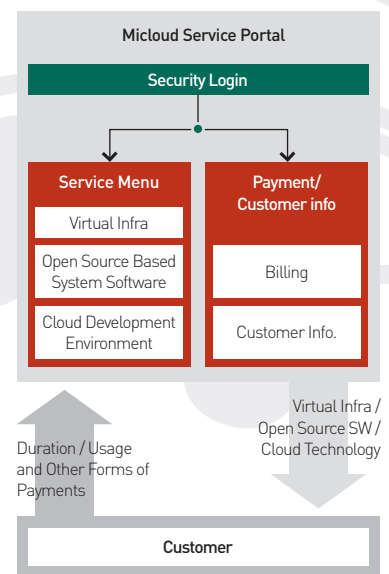 Micloud Service Portal
Security Login
Service Menu
Virtual Infra
Open Source Based
System Software
Cloud Development
Environment
Payment/
Customer info
Billing
Customer Info.
Duration / Usage
and Other Forms of
Payments
Virtual Infra /
Open Source SW /
Cloud Technology
Customer